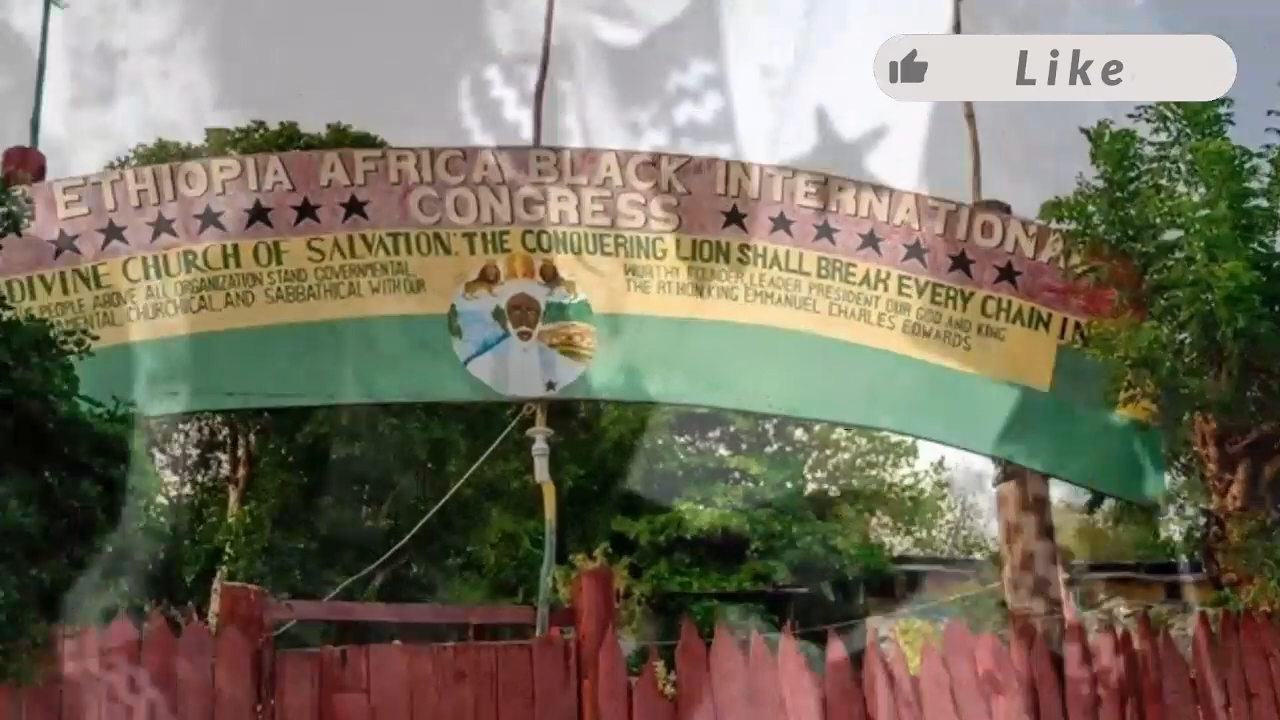 Like
ETHIOPIA AFRICA BLACK INTERNATIONA
CONGRESS
DIVINE CHURCH OF SALVATION. THE CONQUERING LION SHALL BREAK EVERY CHAIN IN
PEOPLE ABOVE ALL ORGANIZATION STAND GOVERNMENTAL,
CHURCHICAL, AND SABBATHICAL WITH OUR
WORTHY FOUNDER LEADER PRESIDENT OUR GOD AND KING
THE RT HON KING EMMANUEL CHARLES EDWARDS